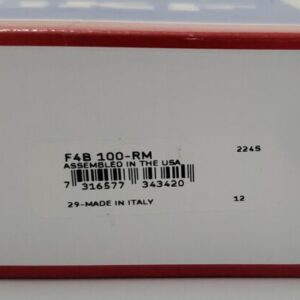 F4B 100-RM
ASSEMBLED IN THE USA
224S
7 316577 343420
29-MADE IN ITALY
12